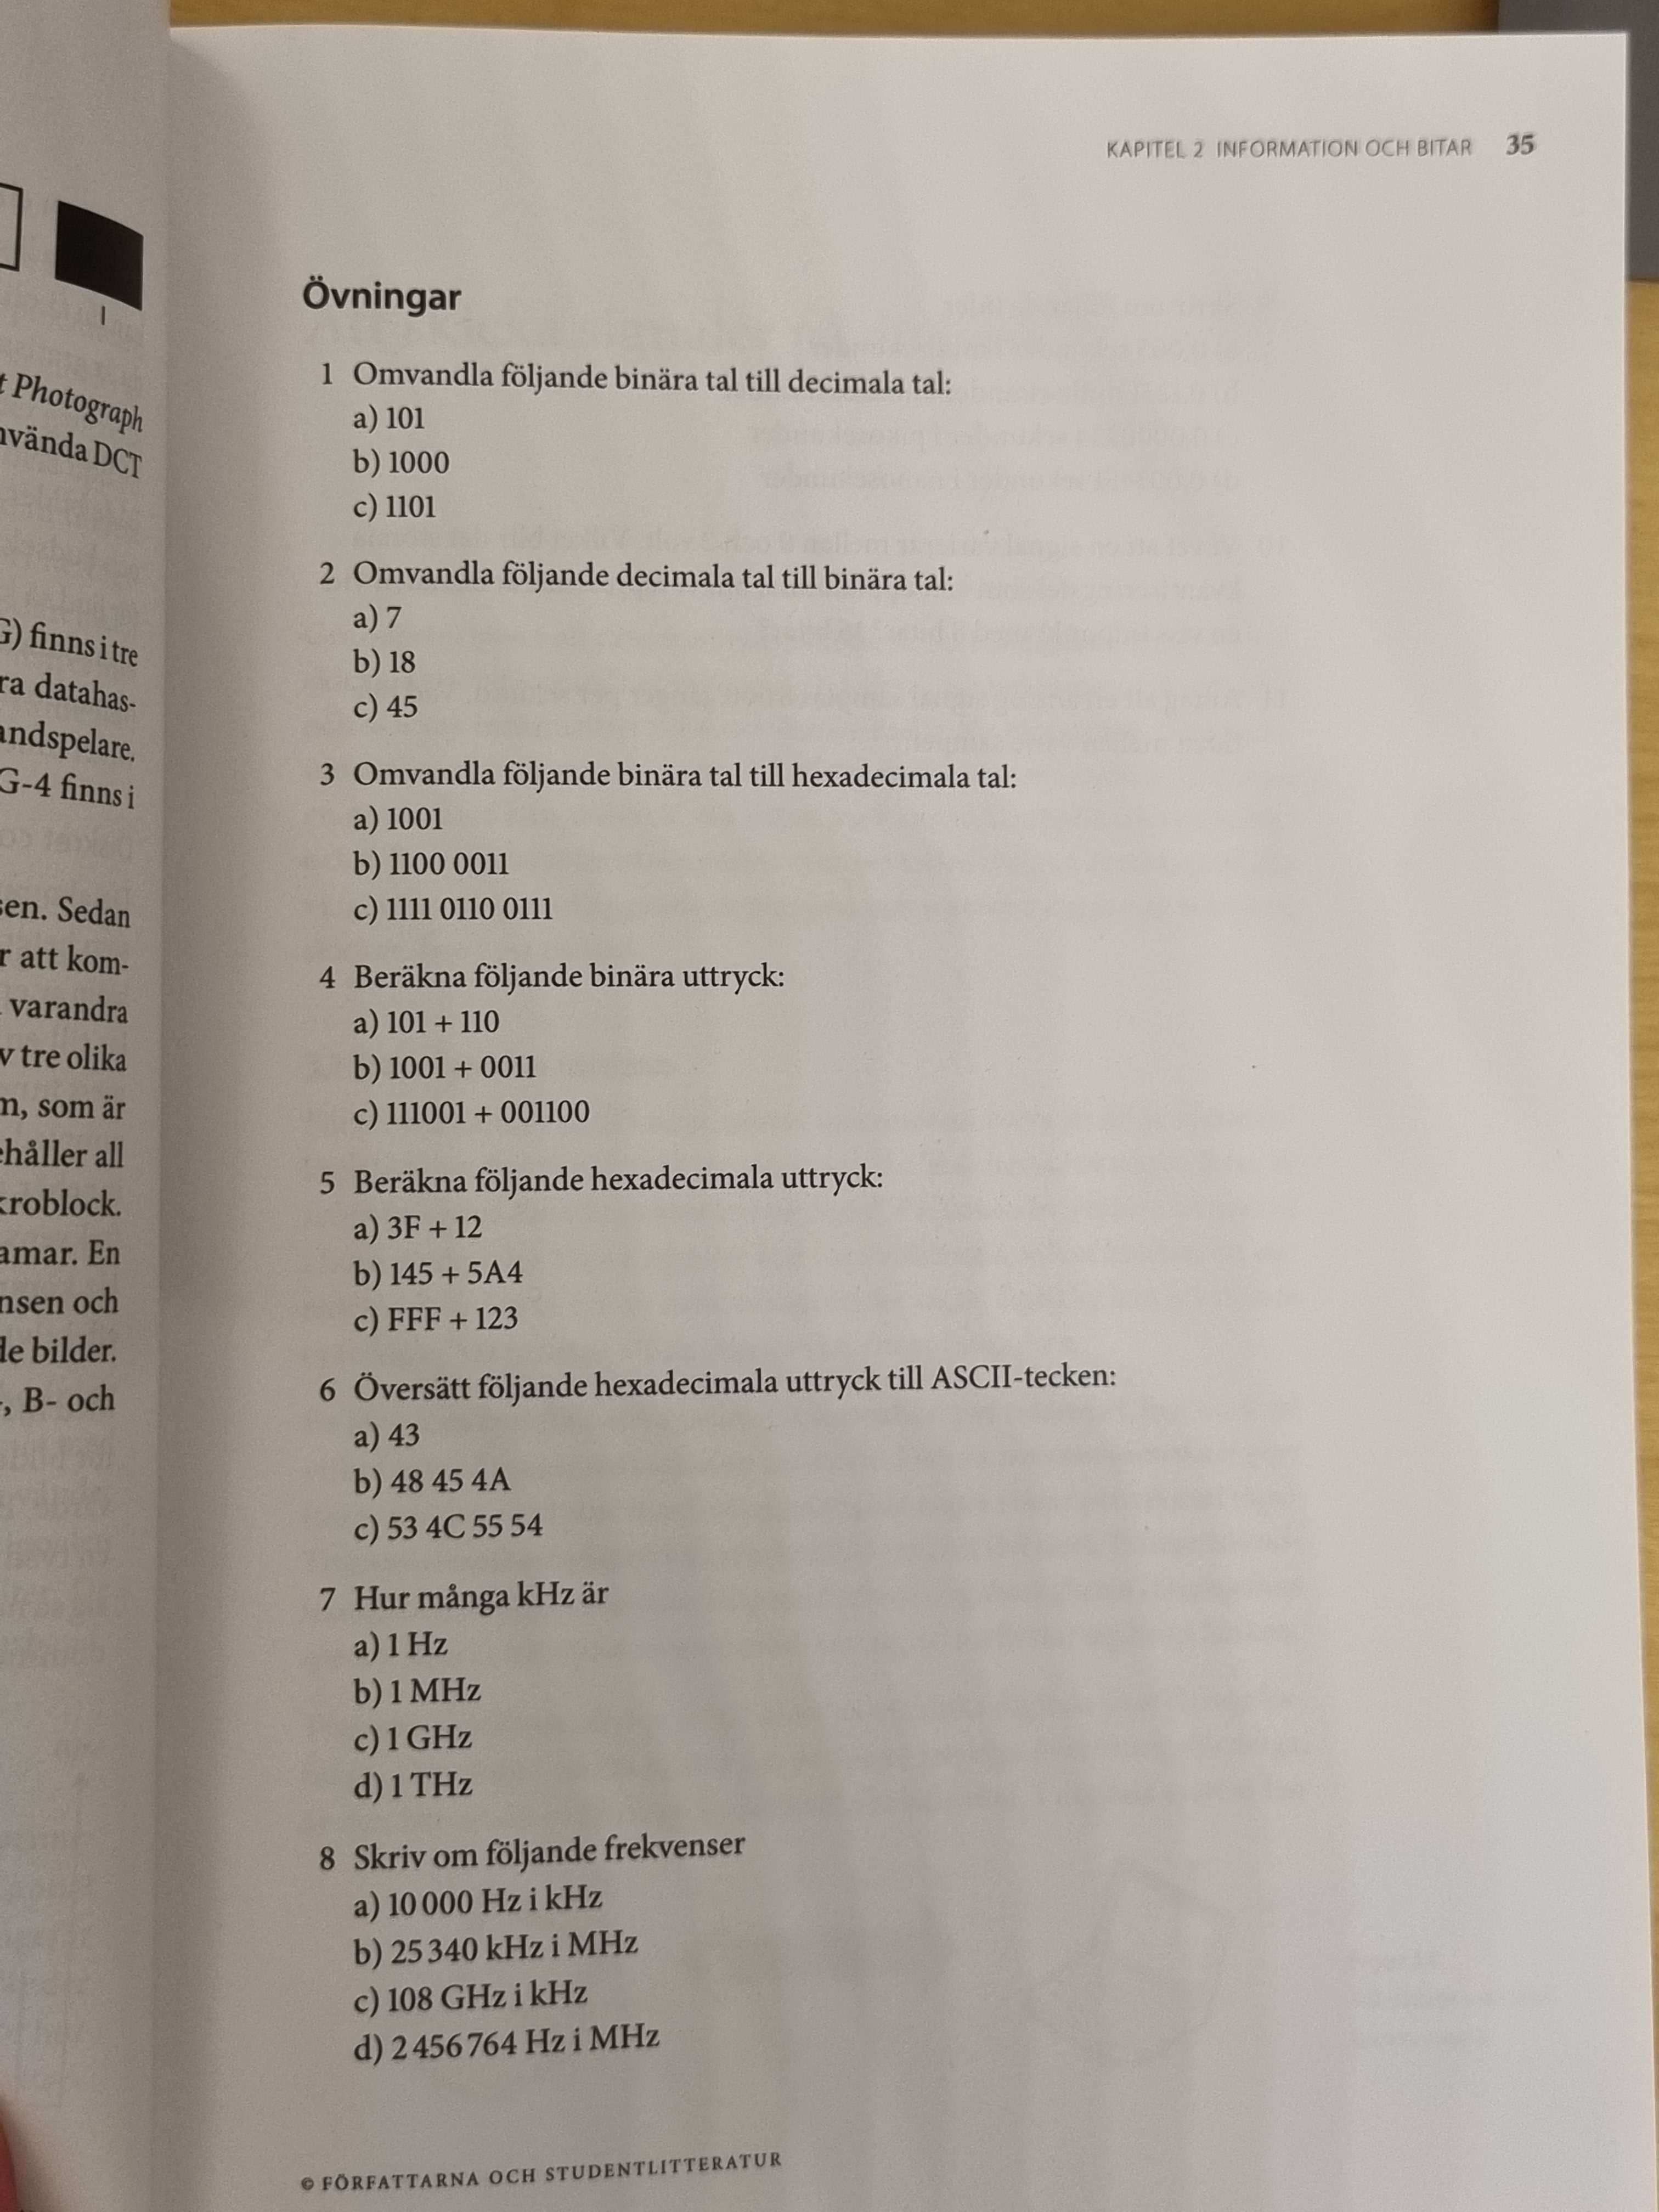 t Photograph
nvända DCT
G) finns i tre
ra datahas-
andspelare.
G-4 finns i
sen. Sedan
r att kom-
varandra
v tre olika
m, som är
ehåller all
kroblock.
amar. En
nsen och
de bilder.
-, B- och
KAPITEL 2 INFORMATION OCH BITAR 35
Övningar
1 Omvandla följande binära tal till decimala tal:
a) 101
b) 1000
c) 1101
2 Omvandla följande decimala tal till binära tal:
a) 7
b) 18
c) 45
3 Omvandla följande binära tal till hexadecimala tal:
a) 1001
b) 1100 0011
c) 1111 0110 0111
4 Beräkna följande binära uttryck:
a) 101 + 110
b) 1001 + 0011
c) 111001 + 001100
5 Beräkna följande hexadecimala uttryck:
a) 3F + 12
b) 145 + 5A4
c) FFF + 123
6 Översätt följande hexadecimala uttryck till ASCII-tecken:
a) 43
b) 48 45 4A
c) 53 4C 55 54
7 Hur många kHz är
a) 1 Hz
b) 1 MHz
c) 1 GHz
d) 1 THz
8 Skriv om följande frekvenser
a) 10 000 Hz i kHz
b) 25 340 kHz i MHz
c) 108 GHz i kHz
d) 2 456 764 Hz i MHz
© FÖRFATTARNA OCH STUDENTLITTERATUR